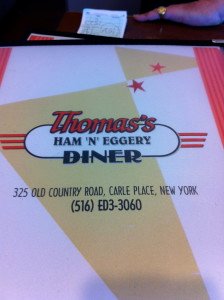 Thomas's
HAM 'N' EGGERY
DINER
325 OLD COUNTRY ROAD, CARLE PLACE, NEW YORK
(516) ED3-3060